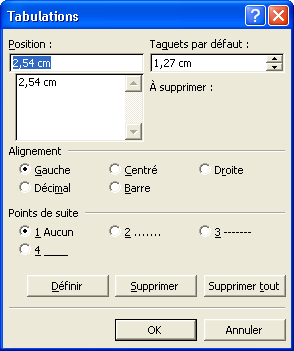 Tabulations
Position : Taquets par défaut :
2,54 cm 1,27 cm
2,54 cm À supprimer :
Alignement
Gauche Centré Droite
Décimal Barre
Points de suite
1 Aucun 2 ....... 3 -------
4 ____
Définir Supprimer Supprimer tout
OK Annuler